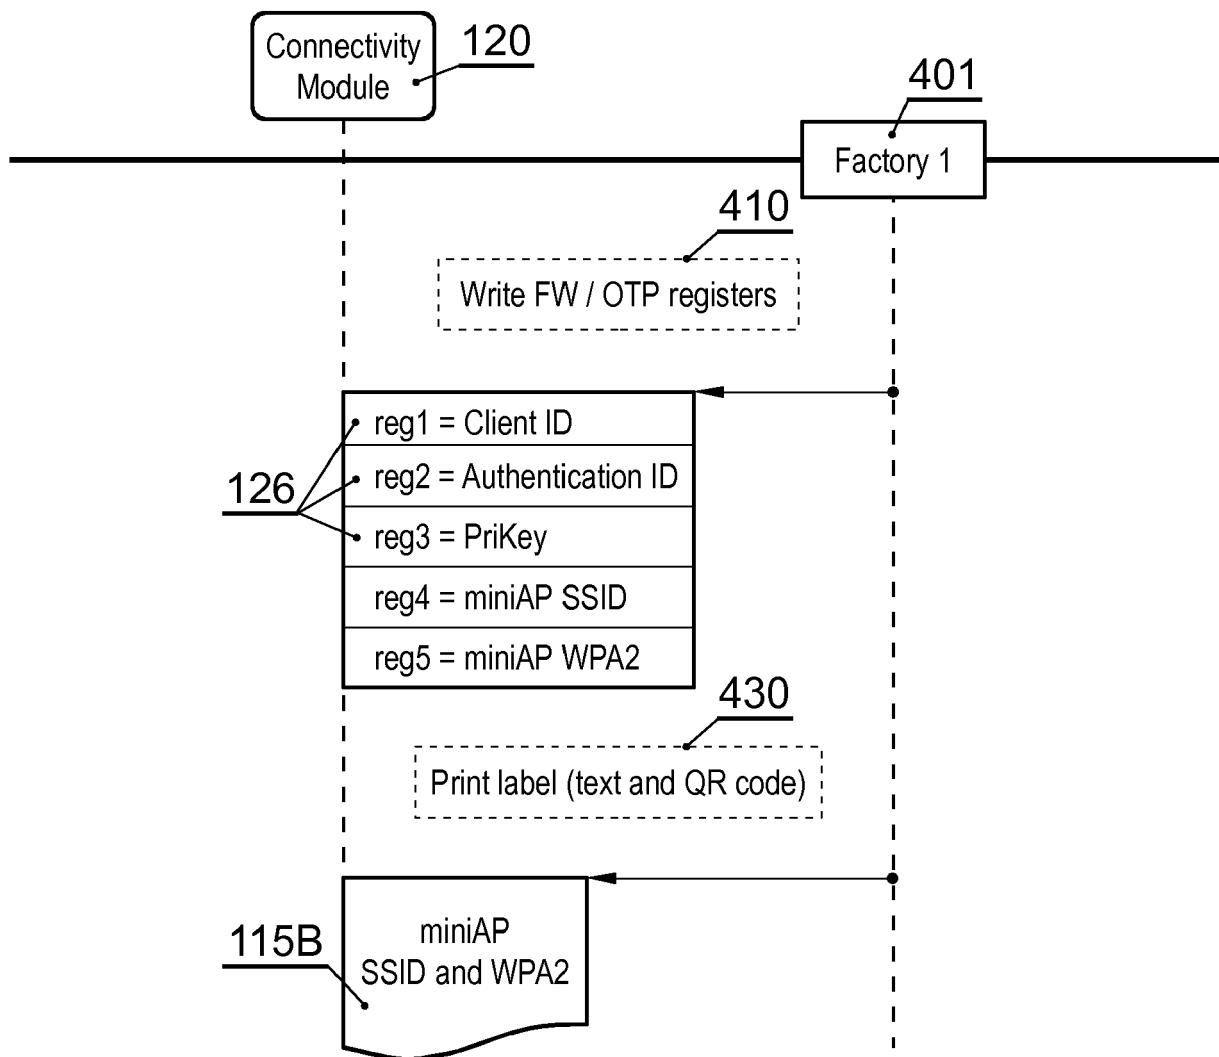 Connectivity
Module
120
401
Factory 1
410
Write FW / OTP registers
reg1 = Client ID
reg2 = Authentication ID
126
reg3 = PriKey
reg4 = miniAP SSID
reg5 = miniAP WPA2
430
Print label (text and QR code)
115B
miniAP
SSID and WPA2